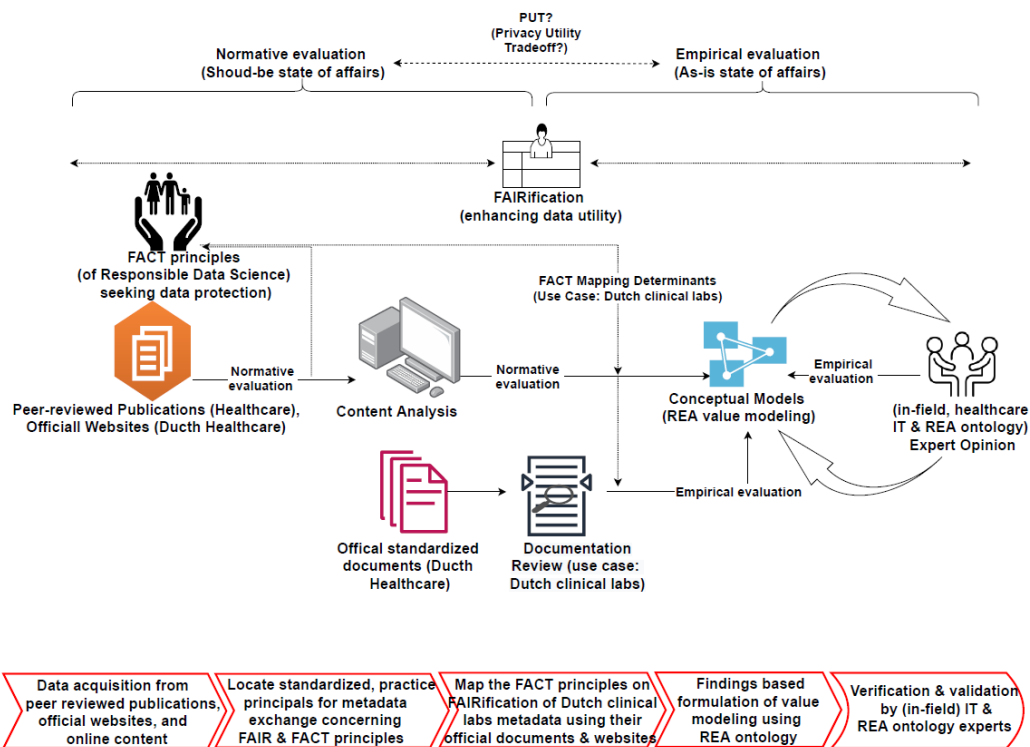 PUT?
(Privacy Utility
Tradeoff?)
Normative evaluation
(Shoud-be state of affairs)
Empirical evaluation
(As-is state of affairs)
FAIRification
(enhancing data utility)
FACT principles
(of Responsible Data Science)
seeking data protection)
FACT Mapping Determinants
(Use Case: Dutch clinical labs)
Normative
evaluation
Peer-reviewed Publications (Healthcare),
Officiall Websites (Ducth Healthcare)
Content Analysis
Normative
evaluation
Conceptual Models
(REA value modeling)
Empirical
evaluation
(in-field, healthcare
IT & REA ontology)
Expert Opinion
Empirical evaluation
Offical standardized
documents (Ducth
Healthcare)
Documentation
Review (use case:
Dutch clinical labs)
Data acquisition from
peer reviewed publications,
official websites, and
online content
Locate standardized, practice
principals for metadata
exchange concerning
FAIR & FACT principles
Map the FACT principles on
FAIRification of Dutch clinical
labs metadata using their
official documents & websites
Findings based
formulation of value
modeling using
REA ontology
Verification & validation
by (in-field) IT &
REA ontology experts